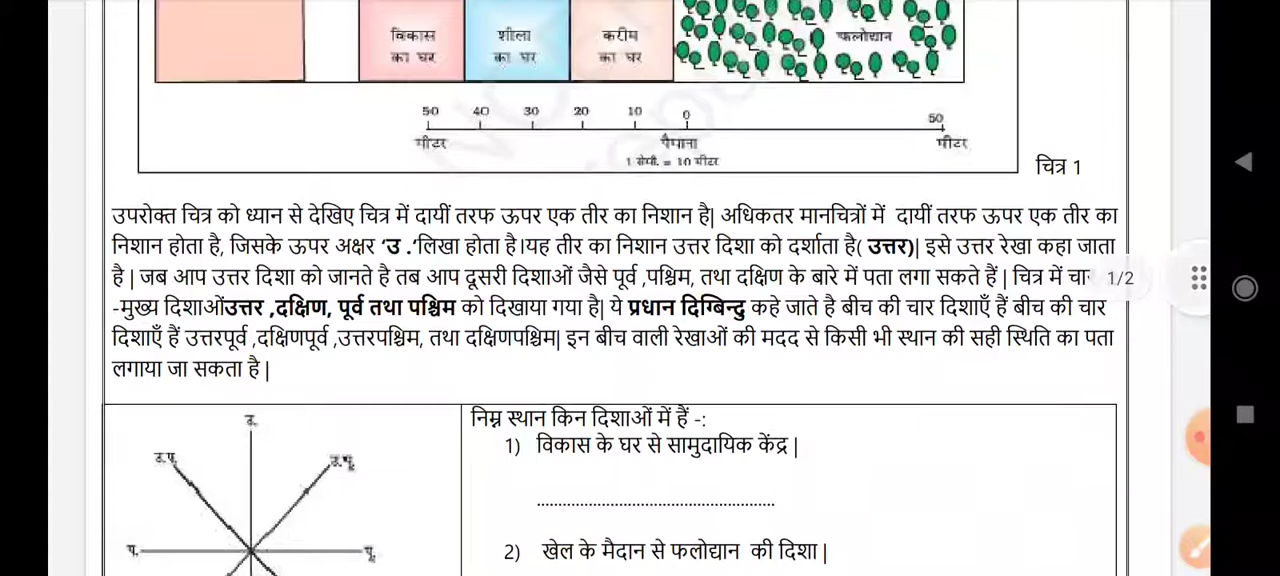 विकास
का घर
शीला
का घर
करीम
का घर
फलोद्यान
50 40 30 20 10 0 50
मीटर पैमाना मीटर
1 सेमी. = 10 मीटर
चित्र 1
उपरोक्त चित्र को ध्यान से देखिए चित्र में दायीं तरफ ऊपर एक तीर का निशान है| अधिकतर मानचित्रों में दायीं तरफ ऊपर एक तीर का
निशान होता है, जिसके ऊपर अक्षर ‘उ .’लिखा होता है।यह तीर का निशान उत्तर दिशा को दर्शाता है( उत्तर)| इसे उत्तर रेखा कहा जाता
है | जब आप उत्तर दिशा को जानते है तब आप दूसरी दिशाओं जैसे पूर्व ,पश्चिम, तथा दक्षिण के बारे में पता लगा सकते हैं | चित्र में चार 1/2
-मुख्य दिशाओंउत्तर ,दक्षिण, पूर्व तथा पश्चिम को दिखाया गया है| ये प्रधान दिग्बिन्दु कहे जाते है बीच की चार दिशाएँ हैं बीच की चार
दिशाएँ हैं उत्तरपूर्व ,दक्षिणपूर्व ,उत्तरपश्चिम, तथा दक्षिणपश्चिम| इन बीच वाली रेखाओं की मदद से किसी भी स्थान की सही स्थिति का पता
लगाया जा सकता है |
उ.
उ.प. उ.पू.
प. पू.
निम्न स्थान किन दिशाओं में हैं -:
1) विकास के घर से सामुदायिक केंद्र |
..........................................................
2) खेल के मैदान से फलोद्यान की दिशा |